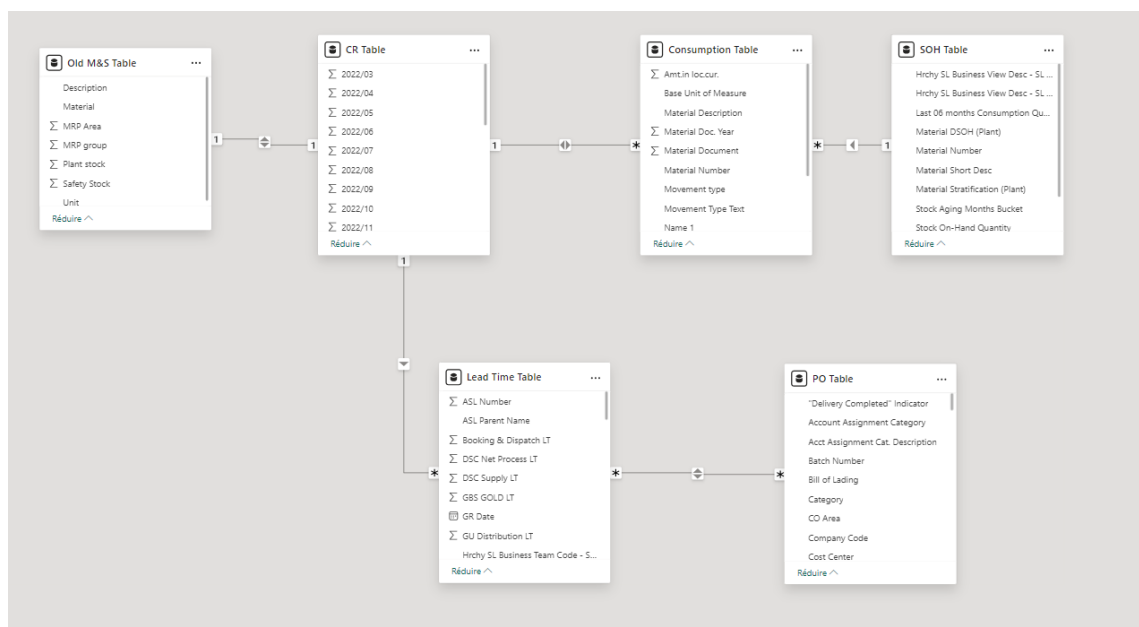 Old M&S Table ...
Description
Material
∑ MRP Area
∑ MRP group
∑ Plant stock
∑ Safety Stock
Unit
Réduire
CR Table ...
∑ 2022/03
∑ 2022/04
∑ 2022/05
∑ 2022/06
∑ 2022/07
∑ 2022/08
∑ 2022/09
∑ 2022/10
∑ 2022/11
Réduire
Consumption Table ...
∑ Amt.in loc.cur.
Base Unit of Measure
Material Description
∑ Material Doc. Year
∑ Material Document
Material Number
Movement type
Movement Type Text
Name 1
Réduire
SOH Table ...
Hrchy SL Business View Desc - SL ...
Hrchy SL Business View Desc - SL ...
Last 06 months Consumption Qu...
Material DSOH (Plant)
Material Number
Material Short Desc
Material Stratification (Plant)
Stock Aging Months Bucket
Stock On-Hand Quantity
Réduire
1
1
1
*
*
1
1
*
*
*
Lead Time Table ...
∑ ASL Number
ASL Parent Name
∑ Booking & Dispatch LT
∑ DSC Net Process LT
∑ DSC Supply LT
∑ GBS GOLD LT
GR Date
∑ GU Distribution LT
Hrchy SL Business Team Code - S...
Réduire
PO Table ...
"Delivery Completed" Indicator
Account Assignment Category
Acct Assignment Cat. Description
Batch Number
Bill of Lading
Category
CO Area
Company Code
Cost Center
Réduire